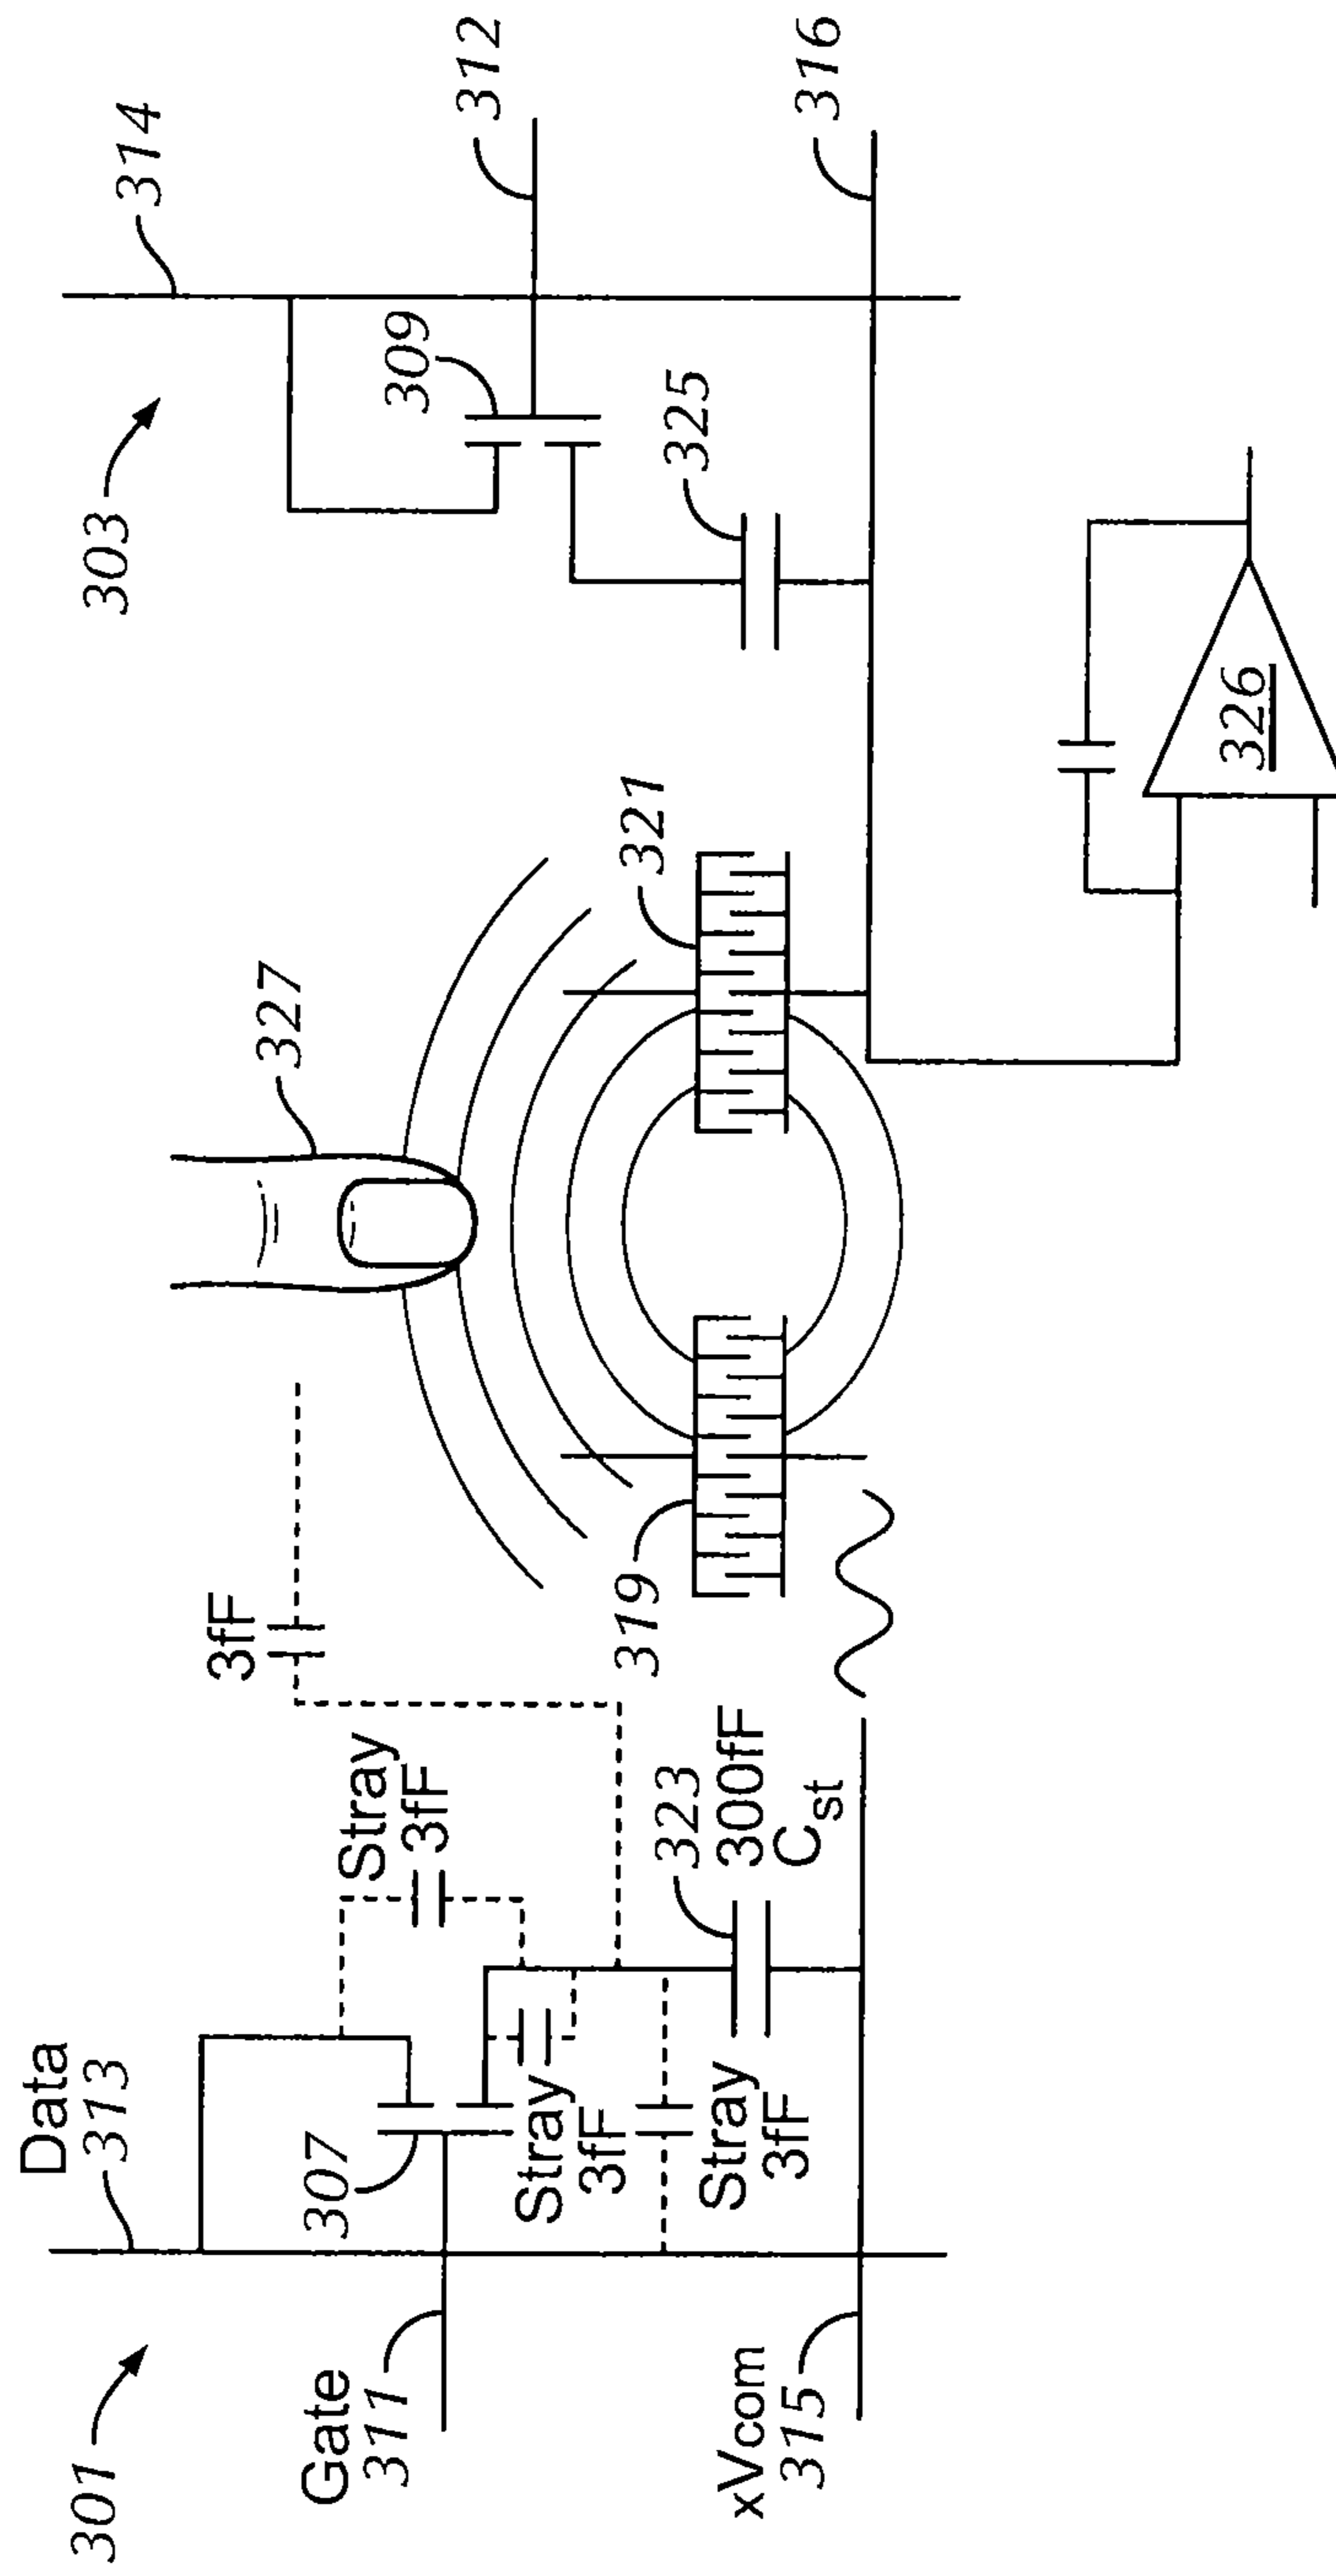 301
Data
313
Gate
311
307
Stray
3fF
Stray
3fF
Stray
3fF
3fF
xVcom
315
323
300fF
Cst
319
327
321
303
314
309
312
325
316
326